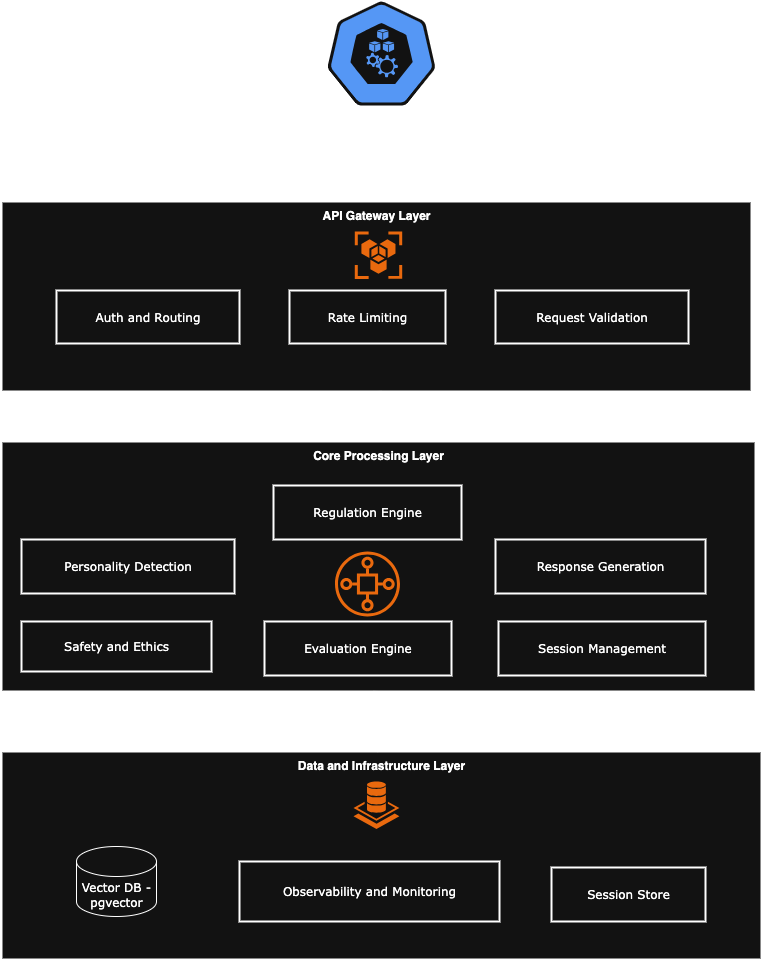 API Gateway Layer
Auth and Routing
Rate Limiting
Request Validation
Core Processing Layer
Regulation Engine
Personality Detection
Response Generation
Safety and Ethics
Evaluation Engine
Session Management
Data and Infrastructure Layer
Vector DB -
pgvector
Observability and Monitoring
Session Store